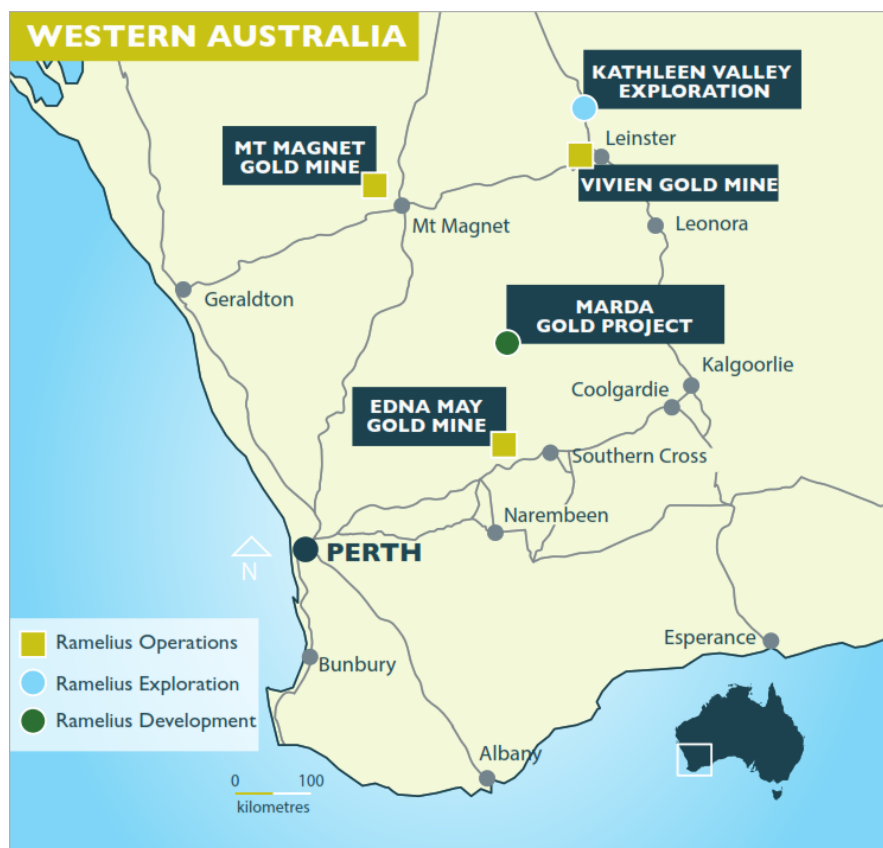 WESTERN AUSTRALIA
KATHLEEN VALLEY
EXPLORATION
MT MAGNET
GOLD MINE
Leinster
VIVIEN GOLD MINE
Mt Magnet
Leonora
Geraldton
MARDA
GOLD PROJECT
Kalgoorlie
Coolgardie
EDNA MAY
GOLD MINE
Southern Cross
Narembeen
PERTH
N
Ramelius Operations
Ramelius Exploration
Ramelius Development
Esperance
Bunbury
Albany
0 100
kilometres